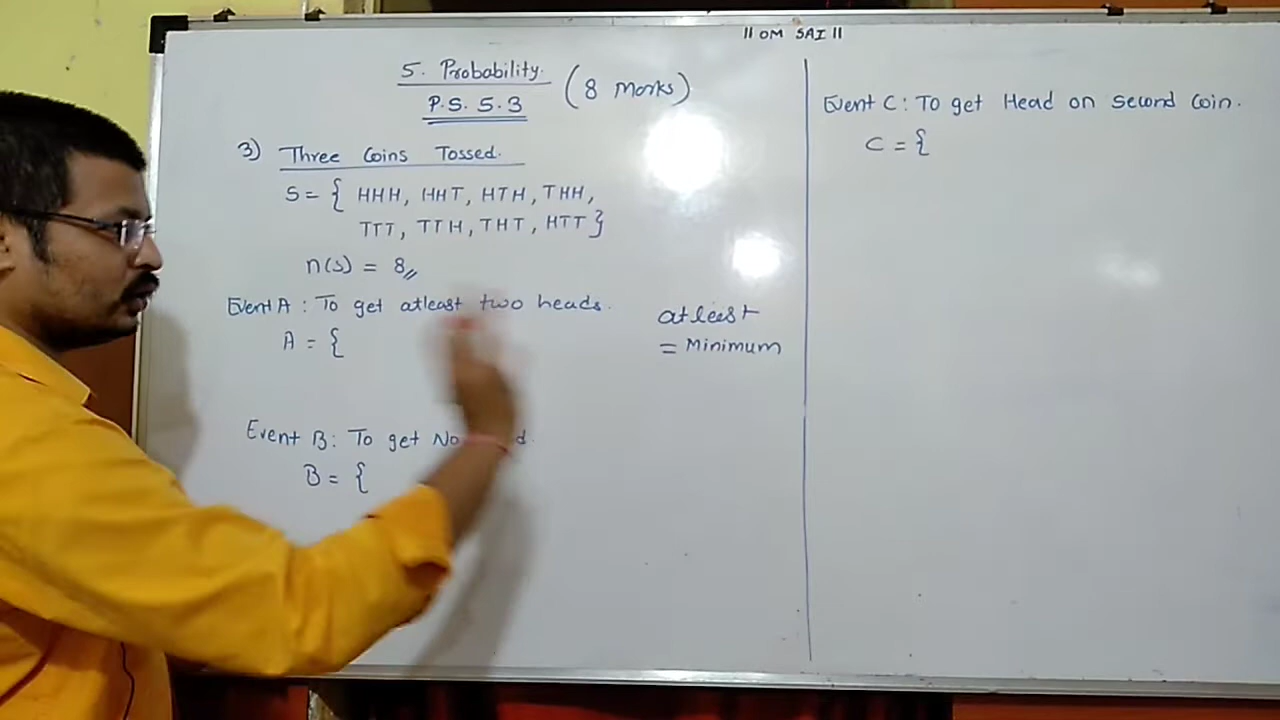 || OM SAI ||
5. Probability.
P.S. 5.3
(8 Marks)
3) Three Coins Tossed.
S = { HHH, HHT, HTH, THH,
TTT, TTH, THT, HTT }
n(s) = 8
Event A : To get atleast two heads.
A = {
atleast
= Minimum
Event B : To get No
B = {
Event C : To get Head on Second Coin.
C = {